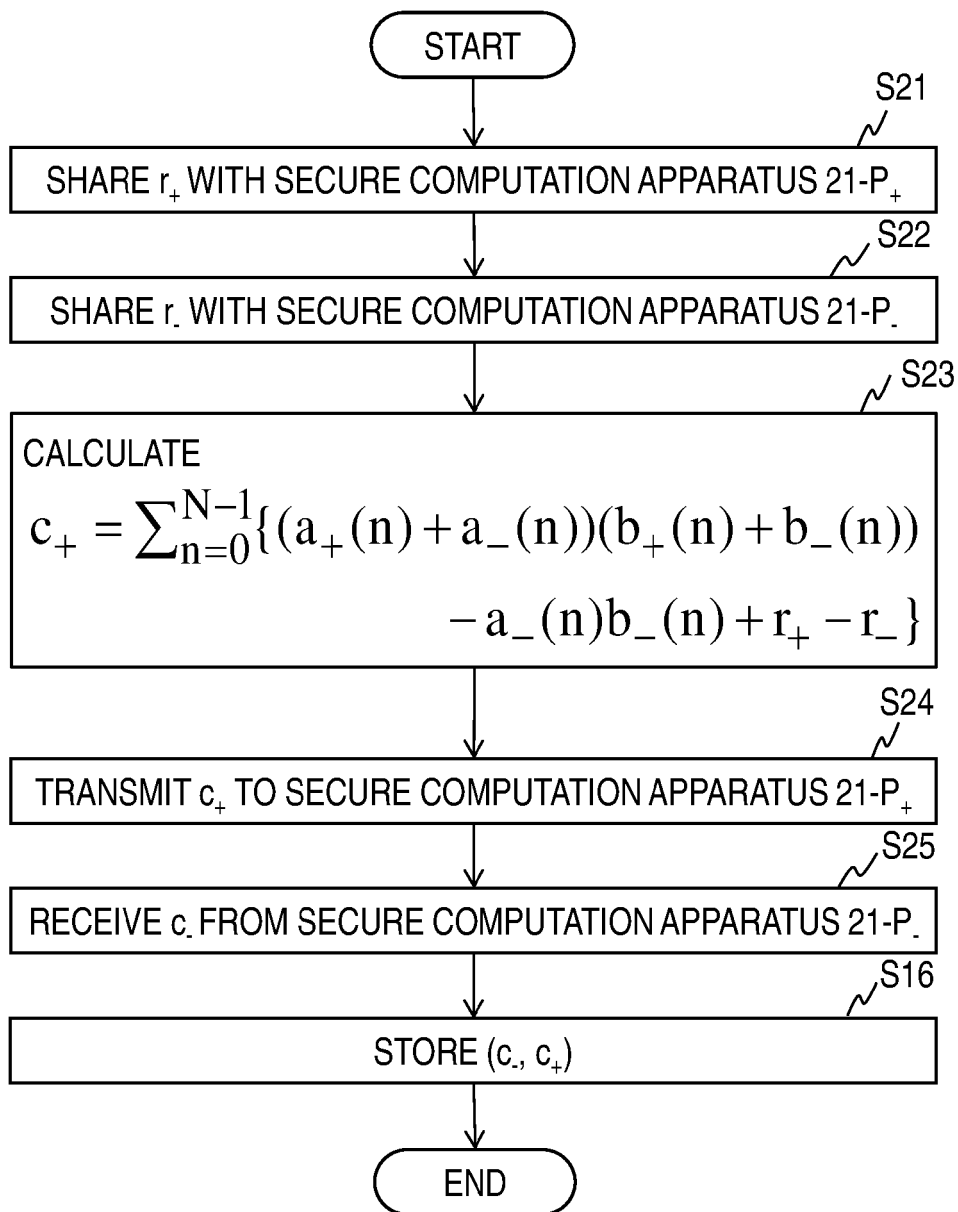 START
S21
SHARE r₊ WITH SECURE COMPUTATION APPARATUS 21-P₊
S22
SHARE r₋ WITH SECURE COMPUTATION APPARATUS 21-P₋
S23
CALCULATE
c₊ = ∑_{n=0}^{N−1}{(a₊(n) + a₋(n))(b₊(n) + b₋(n))
− a₋(n)b₋(n) + r₊ − r₋}
S24
TRANSMIT c₊ TO SECURE COMPUTATION APPARATUS 21-P₊
S25
RECEIVE c₋ FROM SECURE COMPUTATION APPARATUS 21-P₋
S16
STORE (c₋, c₊)
END